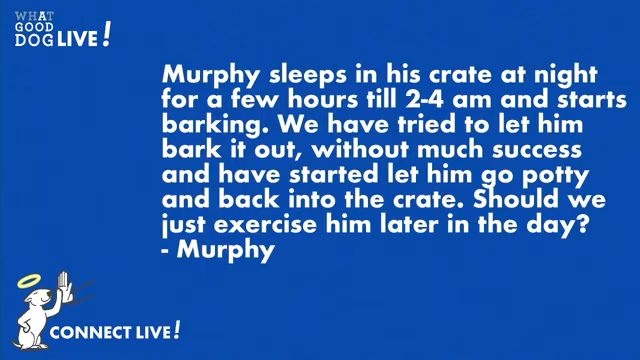 WHAT
GOOD
DOG LIVE!
Murphy sleeps in his crate at night
for a few hours till 2-4 am and starts
barking. We have tried to let him
bark it out, without much success
and have started let him go potty
and back into the crate. Should we
just exercise him later in the day?
- Murphy
CONNECT LIVE!